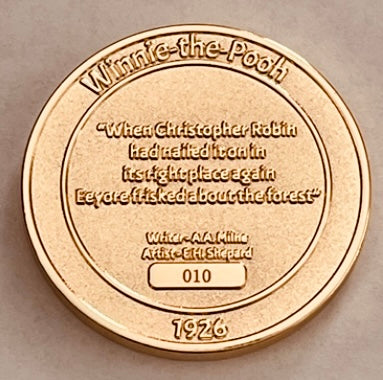 Winnie-the-Pooh
"When Christopher Robin
had nailed it on in
its right place again
Eeyore frisked about the forest"
Writer - A.A. Milne
Artist - E.H. Shepard
010
1926